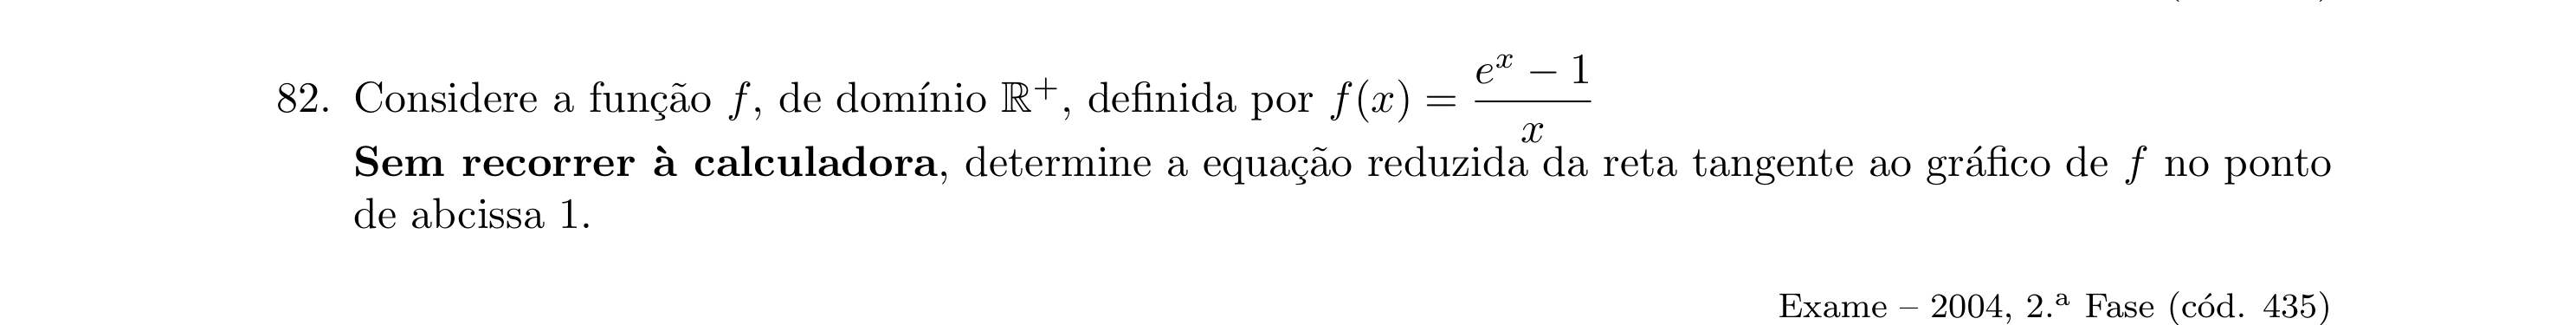 82. Considere a função f, de domínio ℝ⁺, definida por f(x) = (eˣ − 1)/x
Sem recorrer à calculadora, determine a equação reduzida da reta tangente ao gráfico de f no ponto
de abcissa 1.
Exame – 2004, 2.ª Fase (cód. 435)